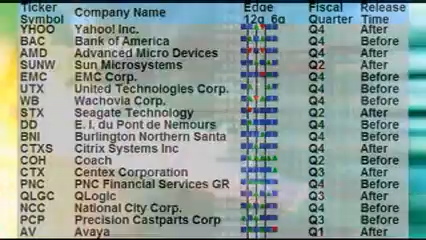 Ticker Company Name Edge Fiscal Release
Symbol 12q 6q Quarter Time
YHOO Yahoo! Inc. Q4 After
BAC Bank of America Q4 Before
AMD Advanced Micro Devices Q4 After
SUNW Sun Microsystems Q2 After
EMC EMC Corp. Q4 Before
UTX United Technologies Corp. Q4 Before
WB Wachovia Corp. Q4 Before
STX Seagate Technology Q2 After
DD E. I. du Pont de Nemours Q4 Before
BNI Burlington Northern Santa Q4 Before
CTXS Citrix Systems Inc Q4 After
COH Coach Q2 Before
CTX Centex Corporation Q3 After
PNC PNC Financial Services GR Q4 Before
QLGC QLogic Q3 After
NCC National City Corp. Q4 Before
PCP Precision Castparts Corp Q3 Before
AV Avaya Q1 After